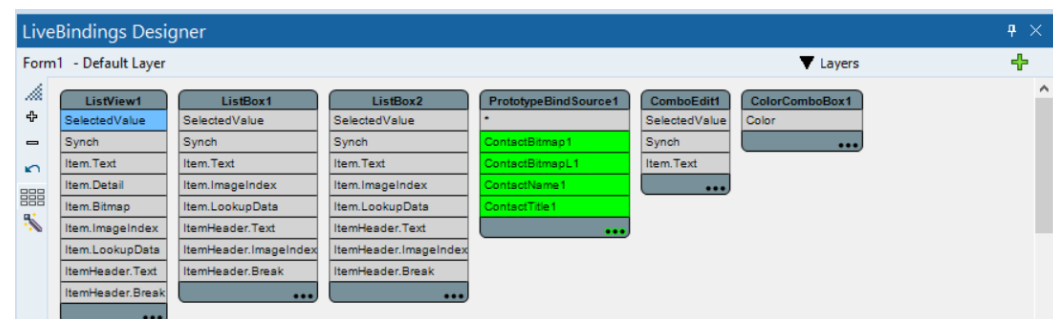 LiveBindings Designer
Form1 - Default Layer
Layers
ListView1
SelectedValue
Synch
Item.Text
Item.Detail
Item.Bitmap
Item.ImageIndex
Item.LookupData
ItemHeader.Text
ItemHeader.Break
ListBox1
SelectedValue
Synch
Item.Text
Item.ImageIndex
Item.LookupData
ItemHeader.Text
ItemHeader.ImageIndex
ItemHeader.Break
ListBox2
SelectedValue
Synch
Item.Text
Item.ImageIndex
Item.LookupData
ItemHeader.Text
ItemHeader.ImageIndex
ItemHeader.Break
PrototypeBindSource1
*
ContactBitmap1
ContactBitmapL1
ContactName1
ContactTitle1
ComboEdit1
SelectedValue
Synch
Item.Text
ColorComboBox1
Color